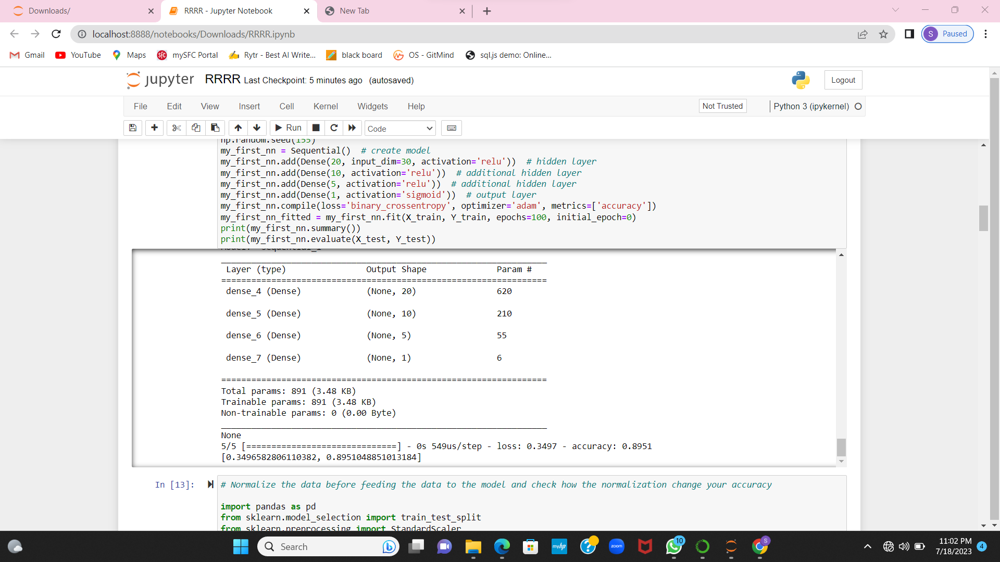 Downloads/
RRRR - Jupyter Notebook
New Tab
localhost:8888/notebooks/Downloads/RRRR.ipynb
S Paused
Gmail YouTube Maps SFC mySFC Portal Rytr - Best AI Write... black board OS - GitMind sql.js demo: Online...
jupyter RRRR Last Checkpoint: 5 minutes ago (autosaved)
Logout
File Edit View Insert Cell Kernel Widgets Help
Not Trusted
Python 3 (ipykernel)
Run
Code
np.random.seed(155)
my_first_nn = Sequential()  # create model
my_first_nn.add(Dense(20, input_dim=30, activation='relu'))  # hidden layer
my_first_nn.add(Dense(10, activation='relu'))  # additional hidden layer
my_first_nn.add(Dense(5, activation='relu'))  # additional hidden layer
my_first_nn.add(Dense(1, activation='sigmoid'))  # output layer
my_first_nn.compile(loss='binary_crossentropy', optimizer='adam', metrics=['accuracy'])
my_first_nn_fitted = my_first_nn.fit(X_train, Y_train, epochs=100, initial_epoch=0)
print(my_first_nn.summary())
print(my_first_nn.evaluate(X_test, Y_test))
_________________________________________________________________
Layer (type) Output Shape Param #
=================================================================
dense_4 (Dense) (None, 20) 620
dense_5 (Dense) (None, 10) 210
dense_6 (Dense) (None, 5) 55
dense_7 (Dense) (None, 1) 6
=================================================================
Total params: 891 (3.48 KB)
Trainable params: 891 (3.48 KB)
Non-trainable params: 0 (0.00 Byte)
_________________________________________________________________
None
5/5 [==============================] - 0s 549us/step - loss: 0.3497 - accuracy: 0.8951
[0.3496582806110382, 0.8951048851013184]
In [13]:
# Normalize the data before feeding the data to the model and check how the normalization change your accuracy
import pandas as pd
from sklearn.model_selection import train_test_split
from sklearn.preprocessing import StandardScaler
Search
myhp
zoom
10
S
11:02 PM
7/18/2023
4